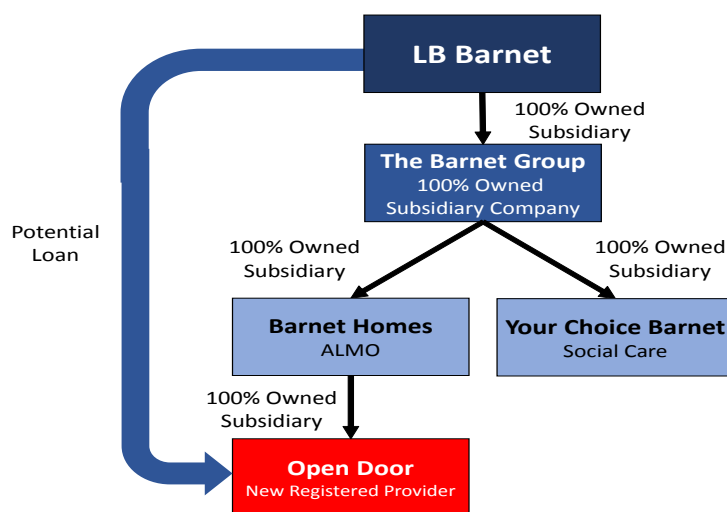 LB Barnet
100% Owned
Subsidiary
The Barnet Group
100% Owned
Subsidiary Company
Potential
Loan
100% Owned
Subsidiary
100% Owned
Subsidiary
Barnet Homes
ALMO
Your Choice Barnet
Social Care
100% Owned
Subsidiary
Open Door
New Registered Provider